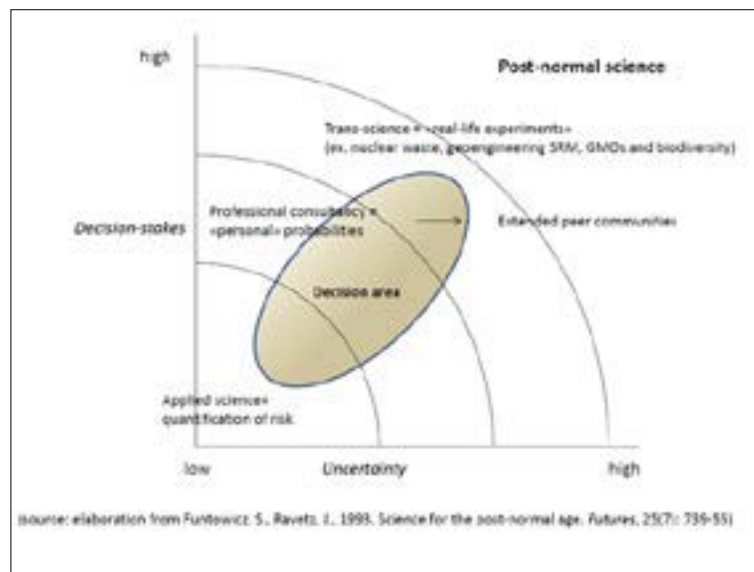 high
Post-normal science
Trans-science = «real-life experiments»
(ex. nuclear waste, geoengineering SRM, GMOs and biodiversity)
Professional consultancy =
«personal» probabilities
Extended peer communities
Decision-stakes
Decision area
Applied science=
quantification of risk
low
Uncertainty
high
(source: elaboration from Funtowicz, S., Ravetz, J., 1993. Science for the post-normal age. Futures, 25(7): 739-55)